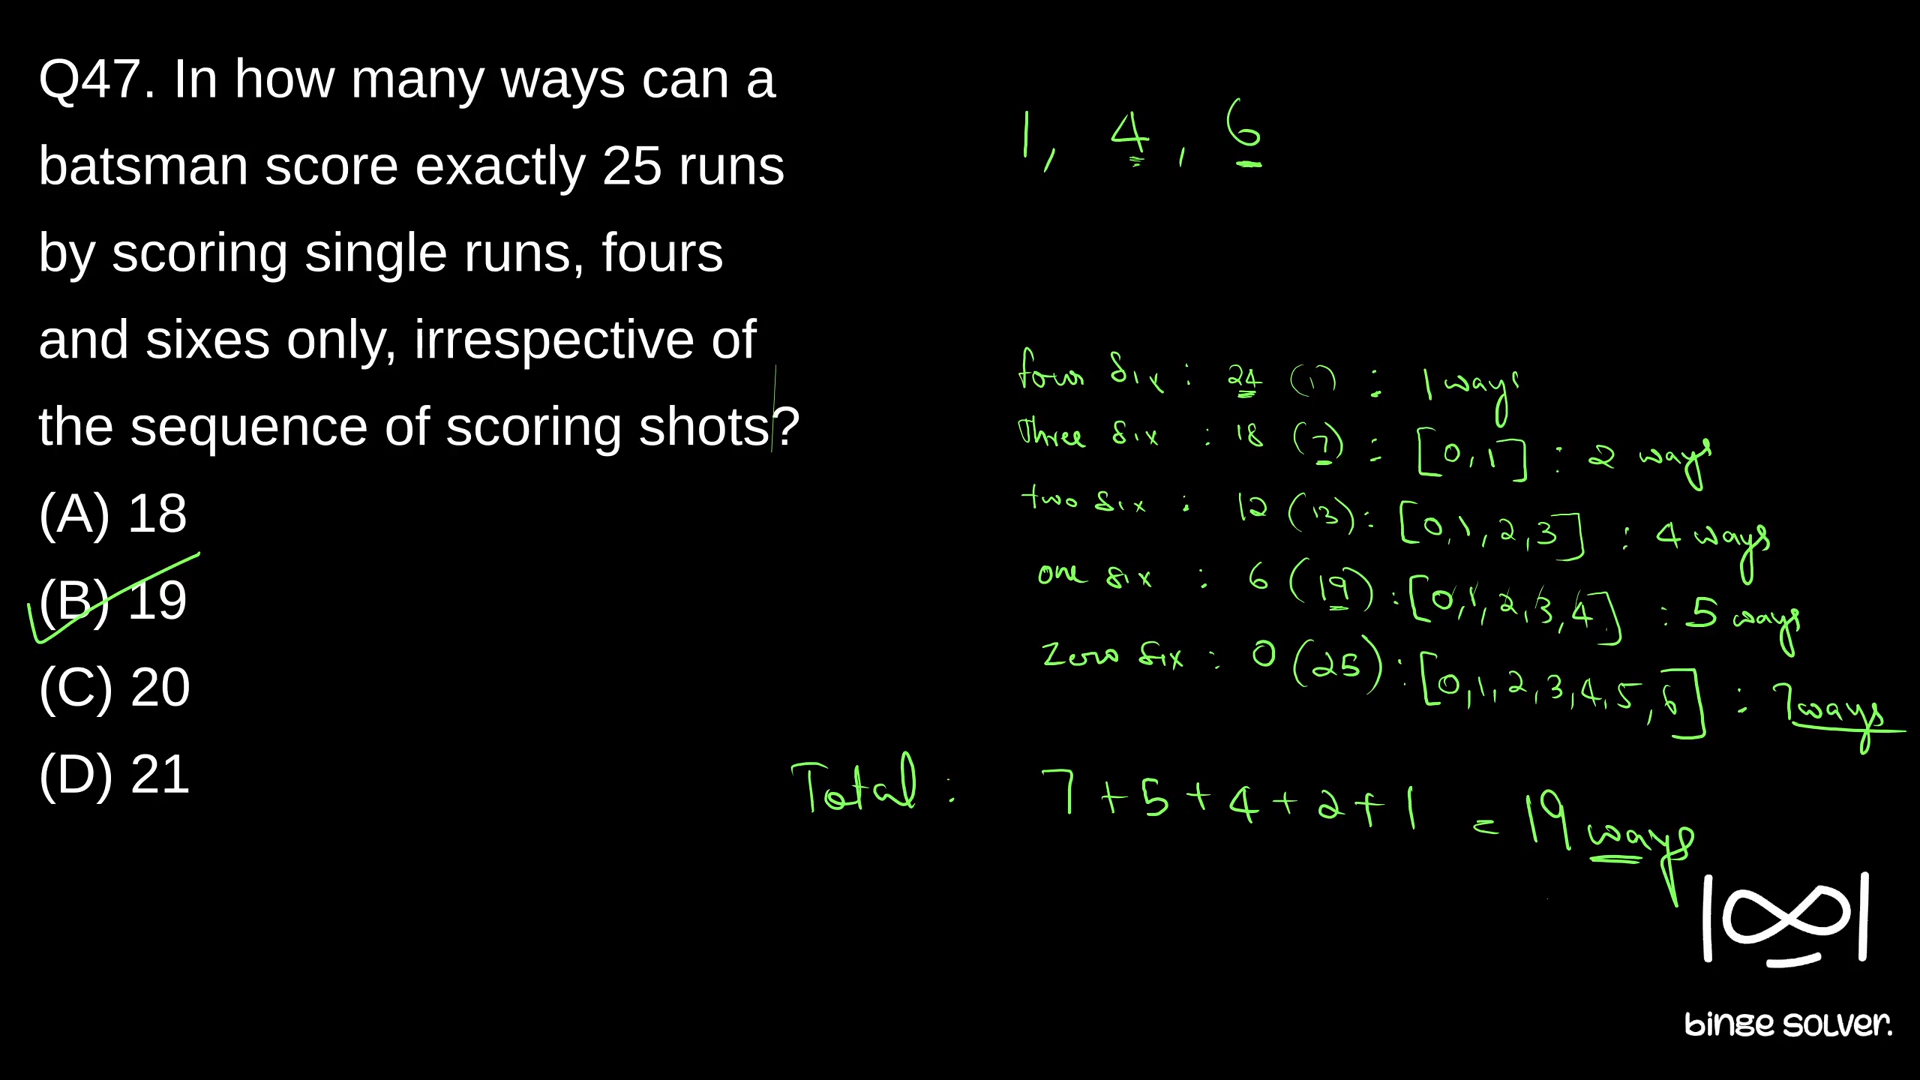 Q47. In how many ways can a
batsman score exactly 25 runs
by scoring single runs, fours
and sixes only, irrespective of
the sequence of scoring shots?
(A) 18
(B) 19
(C) 20
(D) 21
1, 4, 6
four six : 24 (1) : 1 ways
three six : 18 (7) : [0,1] : 2 ways
two six : 12 (13) : [0,1,2,3] : 4 ways
one six : 6 (19) : [0,1,2,3,4] : 5 ways
zero six : 0 (25) : [0,1,2,3,4,5,6] : 7 ways
Total : 7+5+4+2+1 = 19 ways
binge solver.